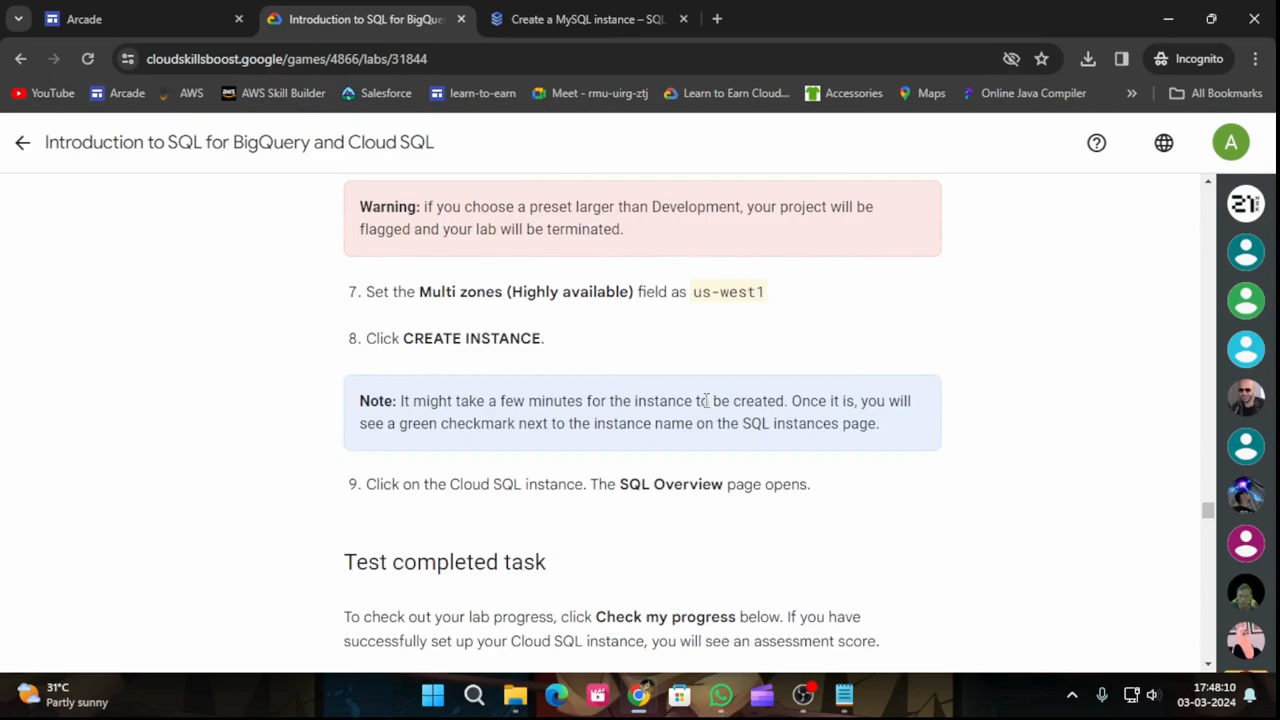 Arcade
Introduction to SQL for BigQue
Create a MySQL instance – SQL
cloudskillsboost.google/games/4866/labs/31844
Incognito
YouTube
Arcade
AWS
AWS Skill Builder
Salesforce
learn-to-earn
Meet - rmu-uirg-ztj
Learn to Earn Cloud...
Accessories
Maps
Online Java Compiler
»
All Bookmarks
Introduction to SQL for BigQuery and Cloud SQL
A
Warning: if you choose a preset larger than Development, your project will be
flagged and your lab will be terminated.
7. Set the Multi zones (Highly available) field as us-west1
8. Click CREATE INSTANCE.
Note: It might take a few minutes for the instance to be created. Once it is, you will
see a green checkmark next to the instance name on the SQL instances page.
9. Click on the Cloud SQL instance. The SQL Overview page opens.
Test completed task
To check out your lab progress, click Check my progress below. If you have
successfully set up your Cloud SQL instance, you will see an assessment score.
31°C
Partly sunny
17:48:10
03-03-2024